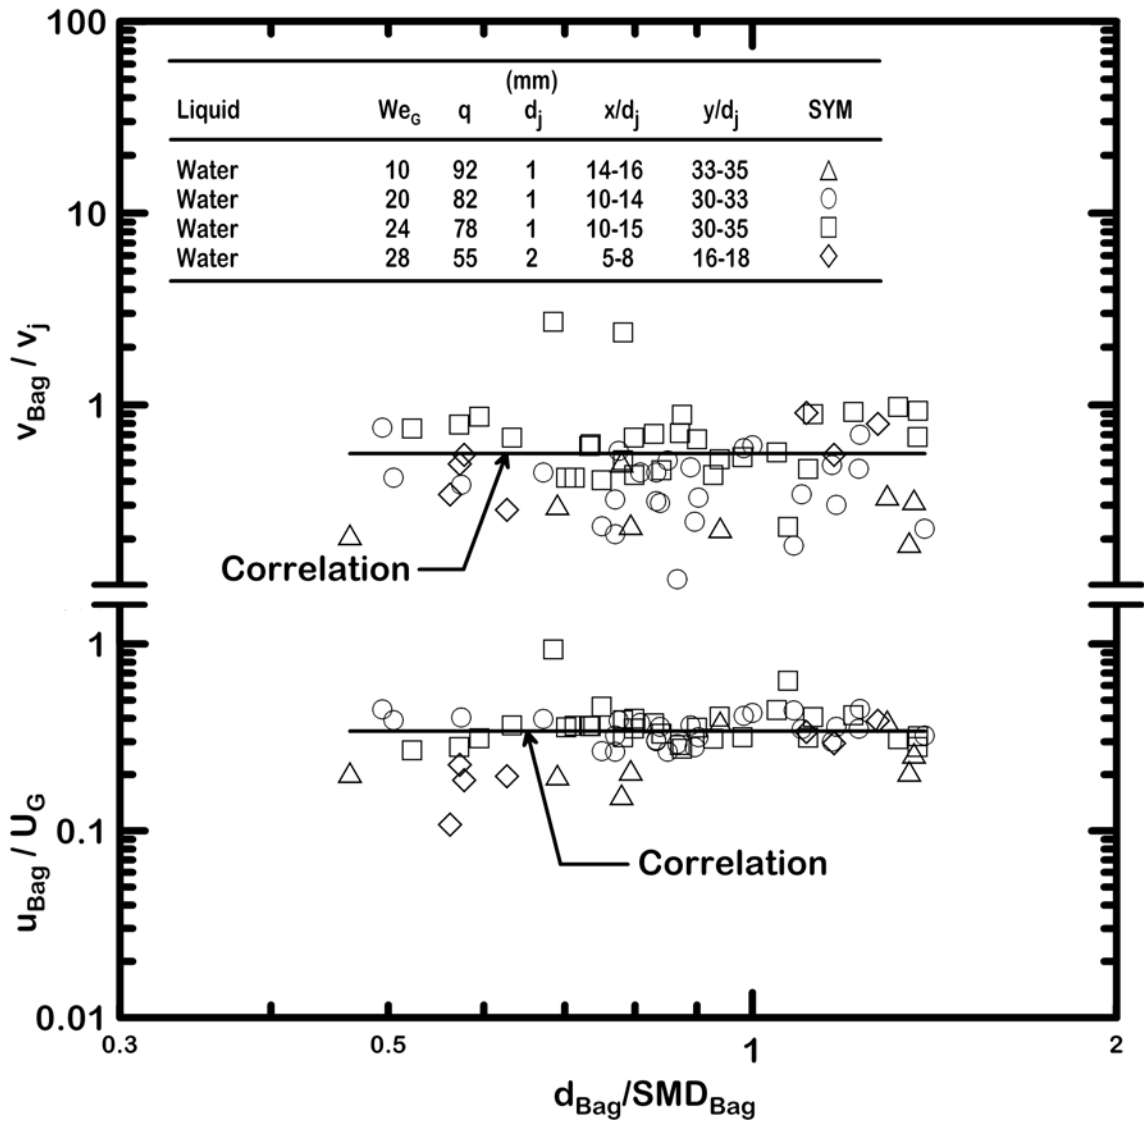 100
(mm)
Liquid We_G q d_j x/d_j y/d_j SYM
Water 10 92 1 14-16 33-35
Water 20 82 1 10-14 30-33
Water 24 78 1 10-15 30-35
Water 28 55 2 5-8 16-18
10
v_Bag / v_j
1
Correlation
1
u_Bag / U_G
0.1
Correlation
0.01
0.3 0.5 1 2
d_Bag/SMD_Bag